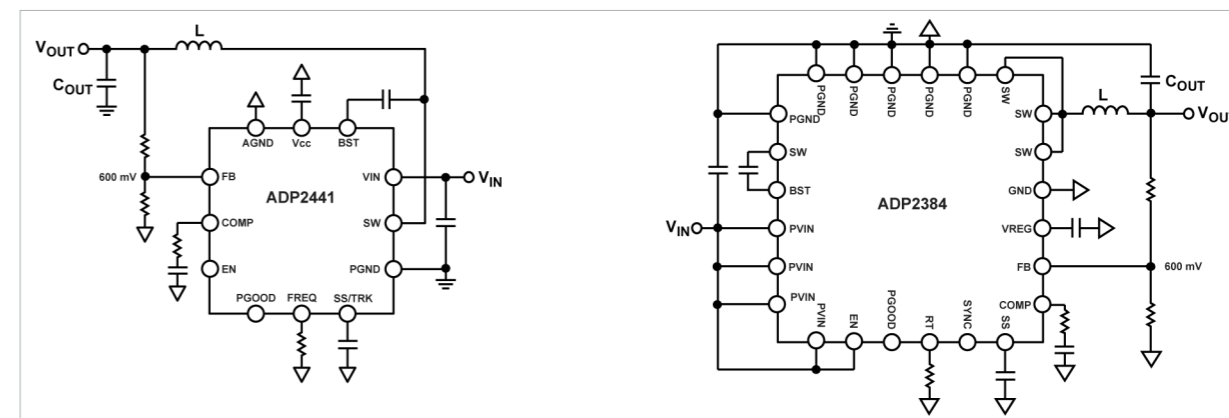 L
VOUT
COUT
AGND
Vcc
BST
600 mV
FB
VIN
VIN
ADP2441
COMP
SW
EN
PGND
PGOOD
FREQ
SS/TRK
PGND
PGND
PGND
PGND
PGND
SW
COUT
PGND
SW
L
VOUT
SW
SW
BST
GND
ADP2384
VIN
PVIN
VREG
PVIN
FB
600 mV
PVIN
COMP
PVIN
EN
PGOOD
RT
SYNC
SS